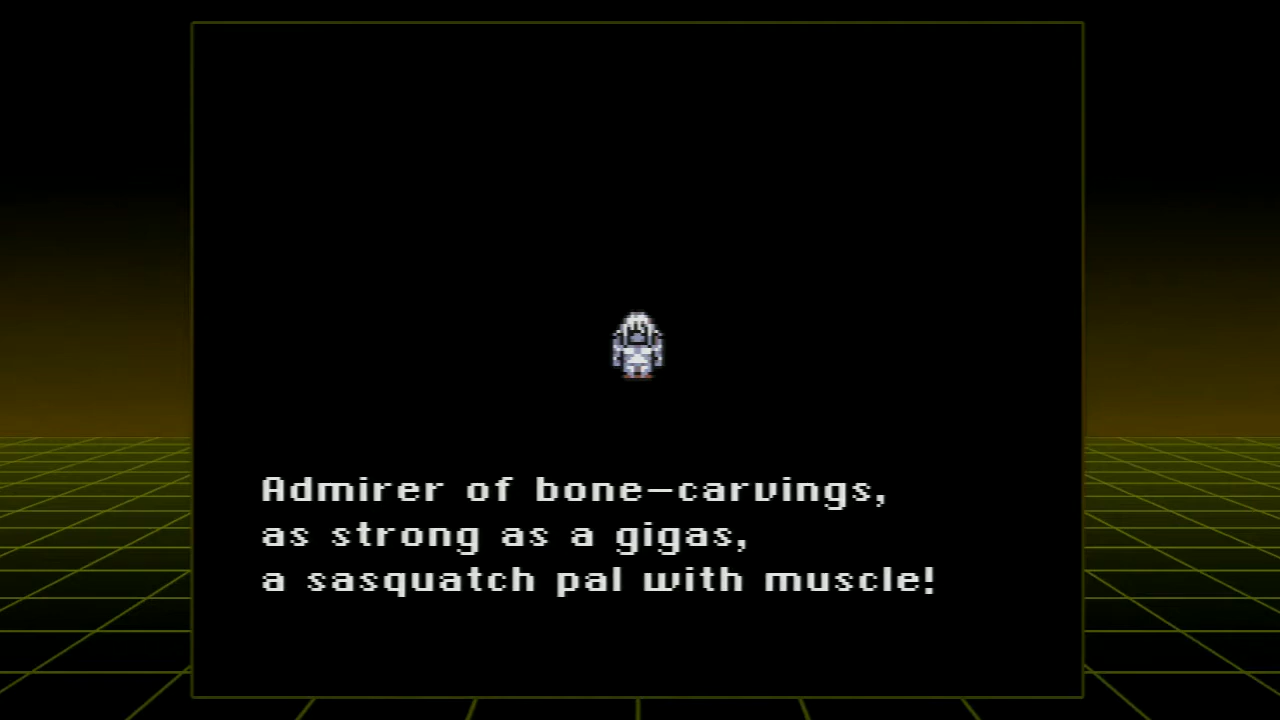 Admirer of bone-carvings,
as strong as a gigas,
a sasquatch pal with muscle!